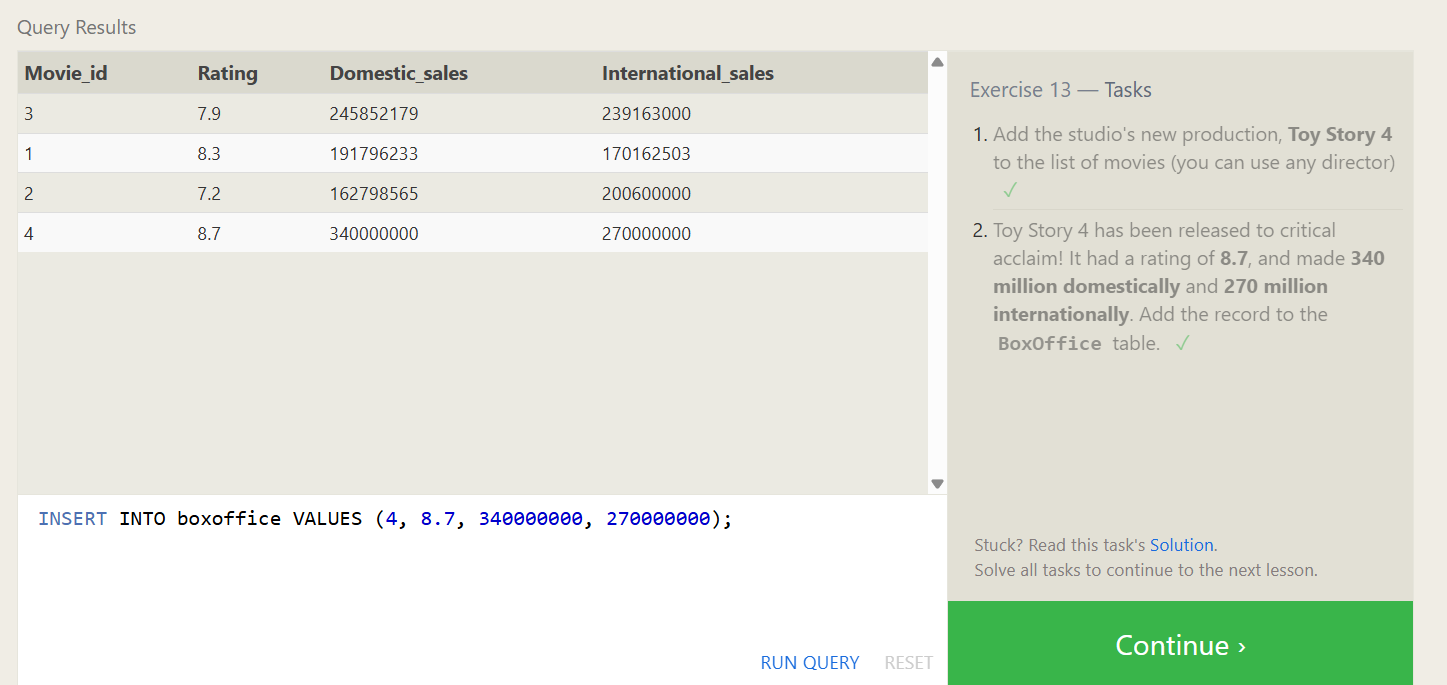 Query Results
Movie_id Rating Domestic_sales International_sales
3 7.9 245852179 239163000
1 8.3 191796233 170162503
2 7.2 162798565 200600000
4 8.7 340000000 270000000
INSERT INTO boxoffice VALUES (4, 8.7, 340000000, 270000000);
RUN QUERY RESET
Exercise 13 — Tasks
1. Add the studio's new production, Toy Story 4
to the list of movies (you can use any director)
✓
2. Toy Story 4 has been released to critical
acclaim! It had a rating of 8.7, and made 340
million domestically and 270 million
internationally. Add the record to the
BoxOffice table. ✓
Stuck? Read this task's Solution.
Solve all tasks to continue to the next lesson.
Continue ›